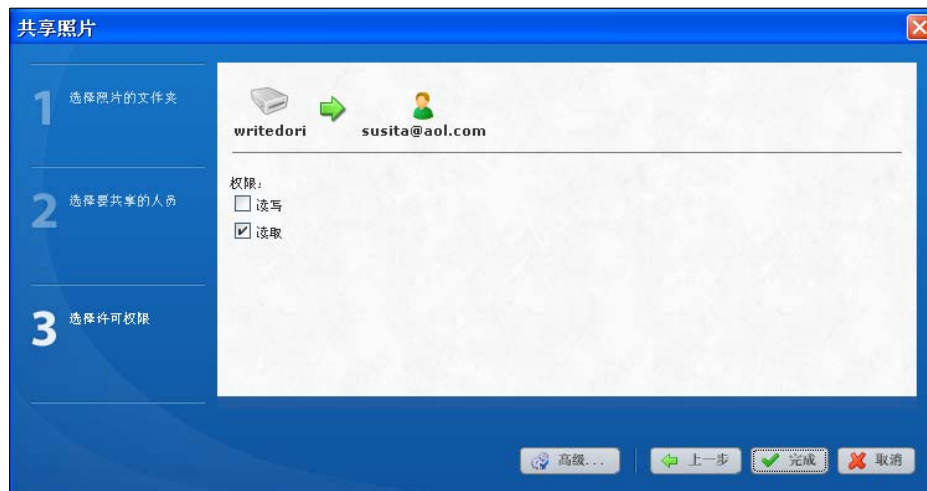 共享照片
1 选择照片的文件夹
2 选择要共享的人员
3 选择许可权限
writedori
susita@aol.com
权限:
读写
读取
高级...
上一步
完成
取消